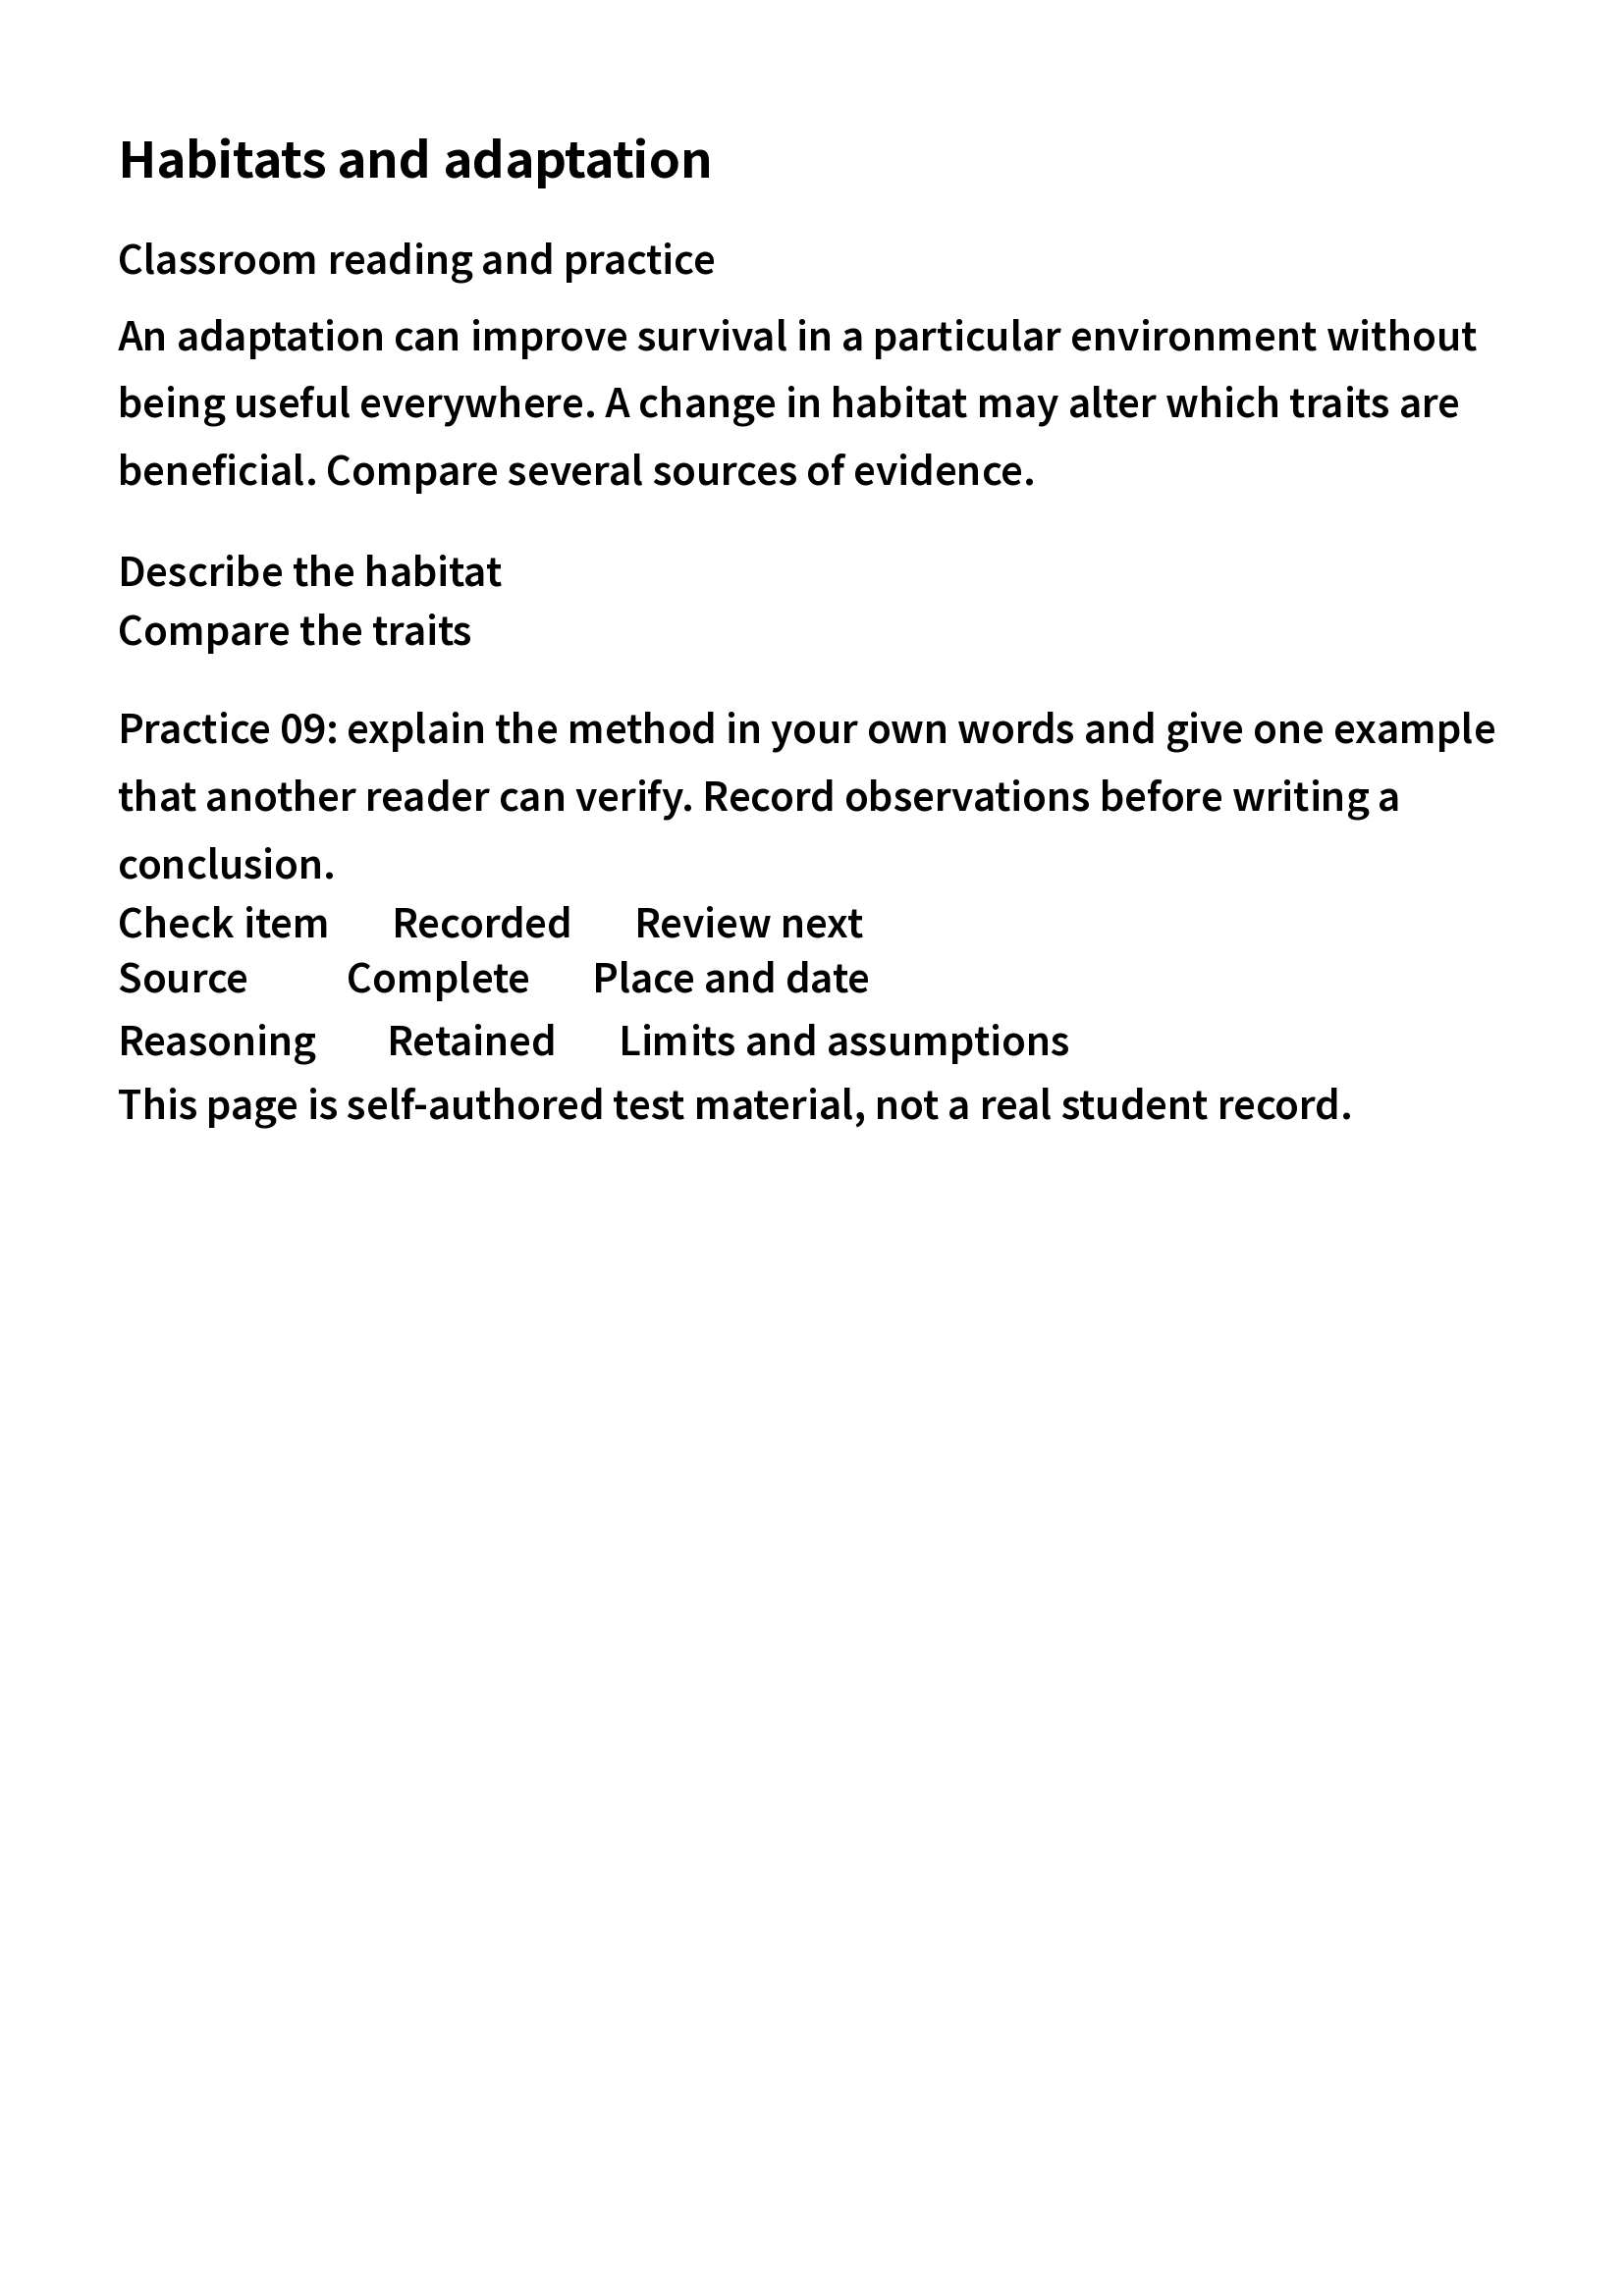 Habitats and adaptation
Classroom reading and practice
An adaptation can improve survival in a particular environment without
being useful everywhere. A change in habitat may alter which traits are
beneficial. Compare several sources of evidence.
Describe the habitat
Compare the traits
Practice 09: explain the method in your own words and give one example
that another reader can verify. Record observations before writing a
conclusion.
Check item Recorded Review next
Source Complete Place and date
Reasoning Retained Limits and assumptions
This page is self-authored test material, not a real student record.